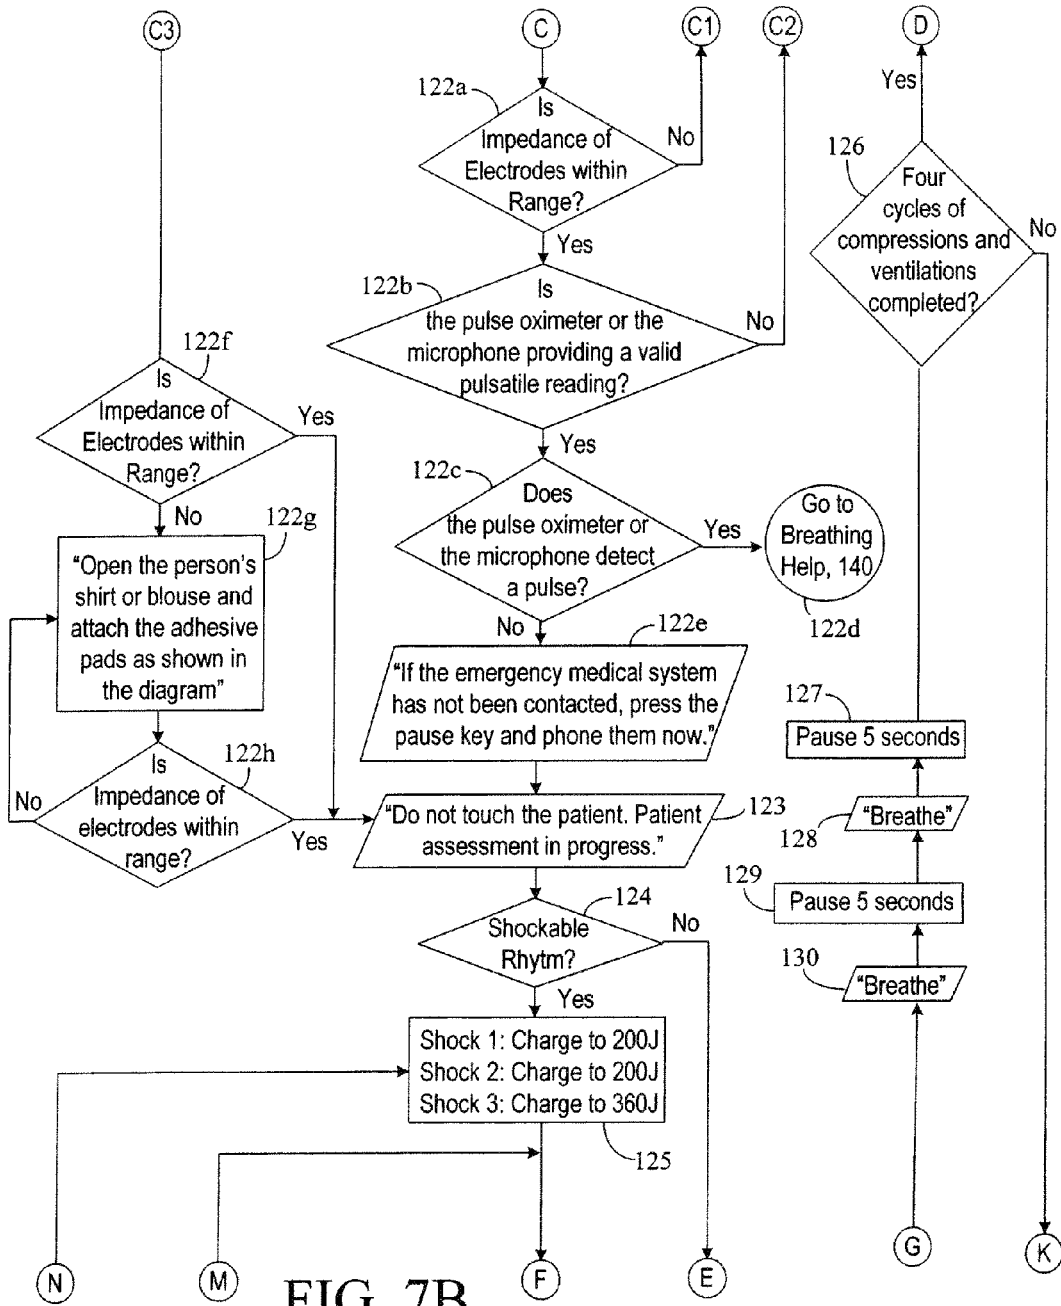 C3
C
C1
C2
D
122a
Is
Impedance of
Electrodes within
Range?
No
Yes
122b
Is
the pulse oximeter or the
microphone providing a valid
pulsatile reading?
No
Yes
122c
Does
the pulse oximeter or
the microphone detect
a pulse?
Yes
Go to
Breathing
Help, 140
122d
No
122e
"If the emergency medical system
has not been contacted, press the
pause key and phone them now."
122f
Is
Impedance of
Electrodes within
Range?
Yes
No
122g
"Open the person's
shirt or blouse and
attach the adhesive
pads as shown in
the diagram"
122h
Is
Impedance of
electrodes within
range?
No
Yes
"Do not touch the patient. Patient
assessment in progress."
123
124
Shockable
Rhytm?
No
Yes
Shock 1: Charge to 200J
Shock 2: Charge to 200J
Shock 3: Charge to 360J
125
Yes
126
Four
cycles of
compressions and
ventilations
completed?
No
127
Pause 5 seconds
"Breathe"
128
129
Pause 5 seconds
130
"Breathe"
N
M
F
E
G
K
FIG. 7B